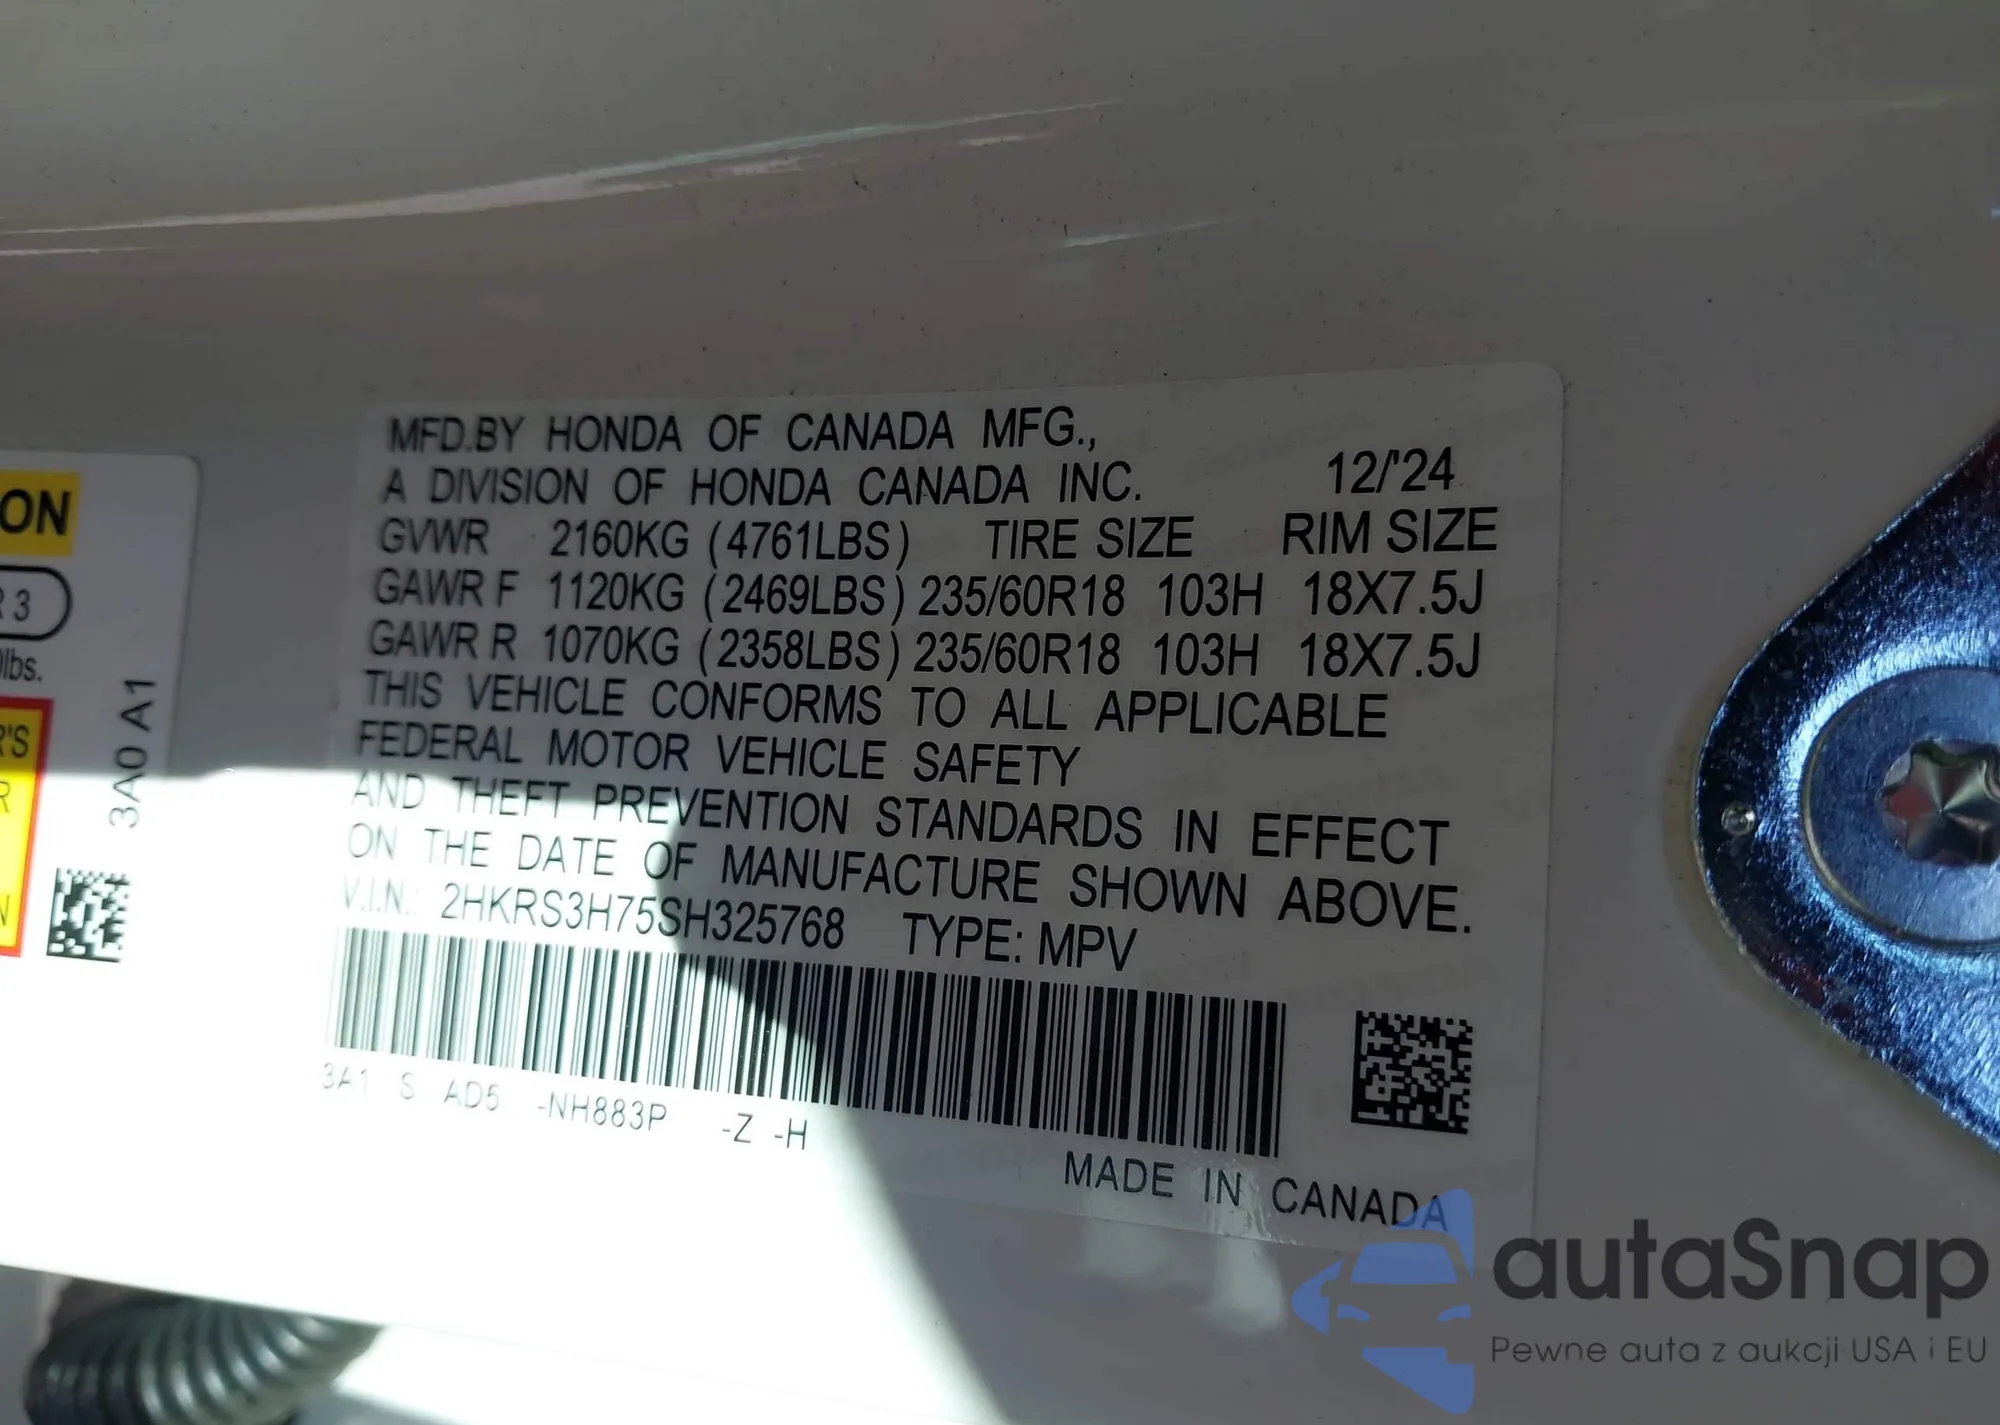 ON
R 3
lbs.
R'S
R
N
3A0 A1
MFD.BY HONDA OF CANADA MFG.,
A DIVISION OF HONDA CANADA INC. 12/'24
GVWR 2160KG (4761LBS) TIRE SIZE RIM SIZE
GAWR F 1120KG (2469LBS) 235/60R18 103H 18X7.5J
GAWR R 1070KG (2358LBS) 235/60R18 103H 18X7.5J
THIS VEHICLE CONFORMS TO ALL APPLICABLE
FEDERAL MOTOR VEHICLE SAFETY
AND THEFT PREVENTION STANDARDS IN EFFECT
ON THE DATE OF MANUFACTURE SHOWN ABOVE.
V.I.N.: 2HKRS3H75SH325768 TYPE: MPV
3A1 S AD5 -NH883P -Z -H
MADE IN CANADA
autaSnap
Pewne auta z aukcji USA i EU